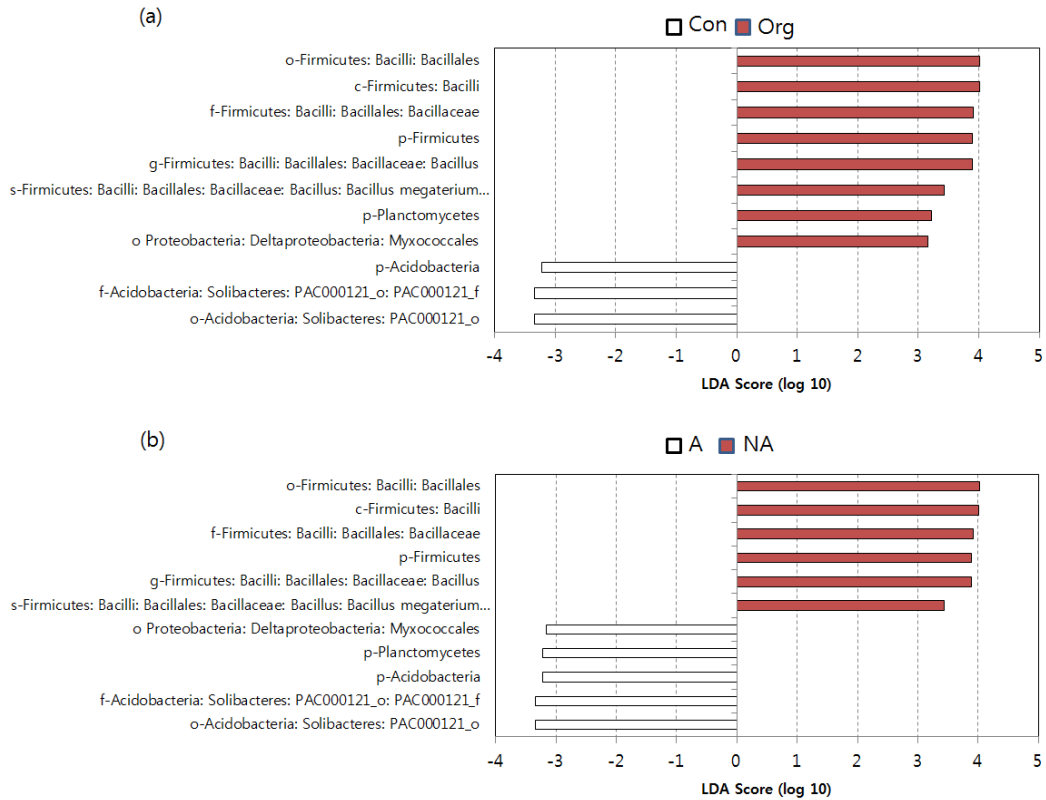 (a)
Con Org
o-Firmicutes: Bacilli: Bacillales
c-Firmicutes: Bacilli
f-Firmicutes: Bacilli: Bacillales: Bacillaceae
p-Firmicutes
g-Firmicutes: Bacilli: Bacillales: Bacillaceae: Bacillus
s-Firmicutes: Bacilli: Bacillales: Bacillaceae: Bacillus: Bacillus megaterium...
p-Planctomycetes
o Proteobacteria: Deltaproteobacteria: Myxococcales
p-Acidobacteria
f-Acidobacteria: Solibacteres: PAC000121_o: PAC000121_f
o-Acidobacteria: Solibacteres: PAC000121_o
-4 -3 -2 -1 0 1 2 3 4 5
LDA Score (log 10)
(b)
A NA
o-Firmicutes: Bacilli: Bacillales
c-Firmicutes: Bacilli
f-Firmicutes: Bacilli: Bacillales: Bacillaceae
p-Firmicutes
g-Firmicutes: Bacilli: Bacillales: Bacillaceae: Bacillus
s-Firmicutes: Bacilli: Bacillales: Bacillaceae: Bacillus: Bacillus megaterium...
o Proteobacteria: Deltaproteobacteria: Myxococcales
p-Planctomycetes
p-Acidobacteria
f-Acidobacteria: Solibacteres: PAC000121_o: PAC000121_f
o-Acidobacteria: Solibacteres: PAC000121_o
-4 -3 -2 -1 0 1 2 3 4 5
LDA Score (log 10)